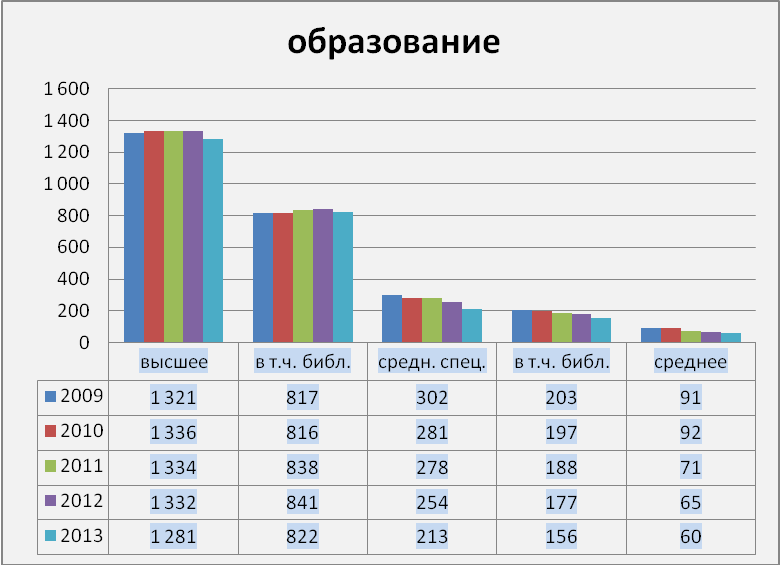 образование
1 600
1 400
1 200
1 000
800
600
400
200
0
высшее в т.ч. библ. средн. спец. в т.ч. библ. среднее
2009 1 321 817 302 203 91
2010 1 336 816 281 197 92
2011 1 334 838 278 188 71
2012 1 332 841 254 177 65
2013 1 281 822 213 156 60